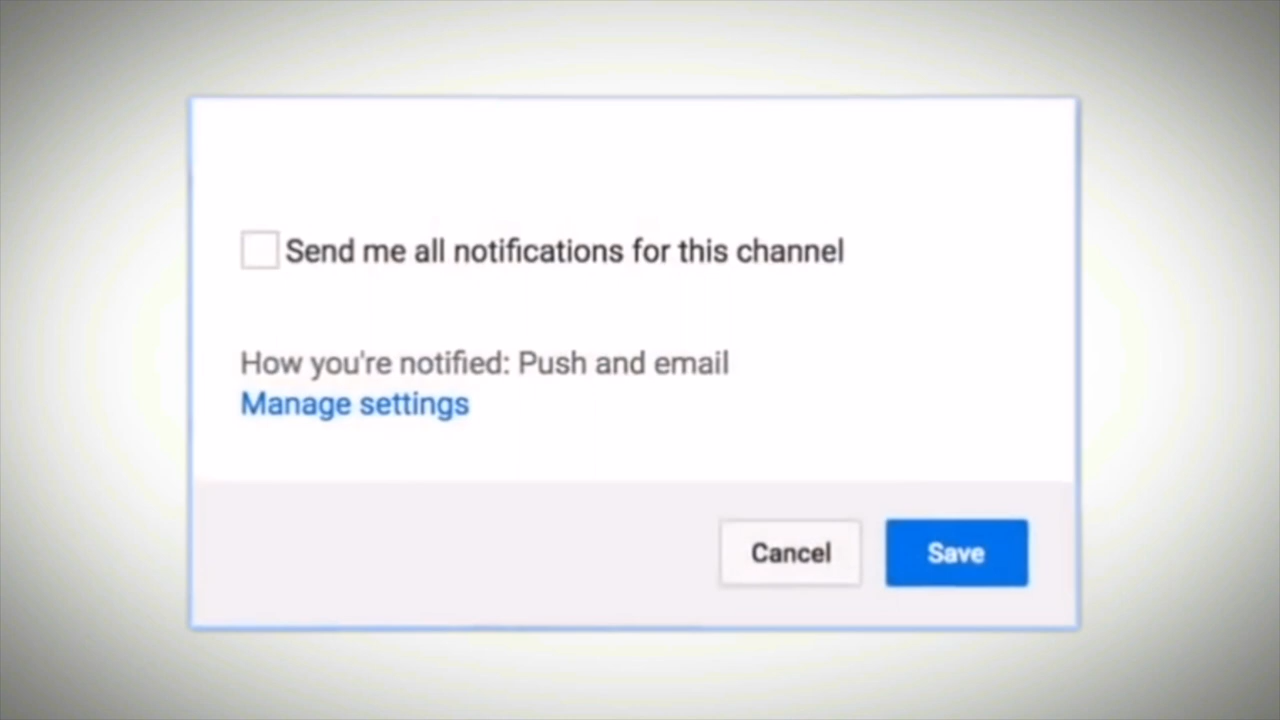 Send me all notifications for this channel
How you're notified: Push and email
Manage settings
Cancel
Save